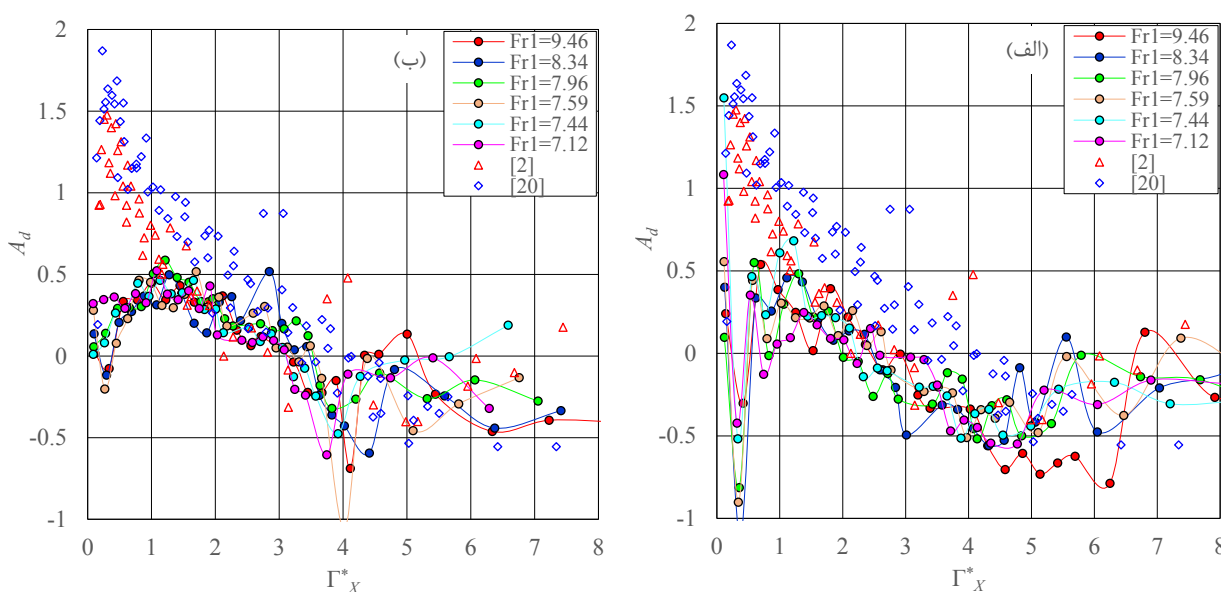 (ب)
Fr1=9.46
Fr1=8.34
Fr1=7.96
Fr1=7.59
Fr1=7.44
Fr1=7.12
[2]
[20]
2
1.5
1
0.5
0
-0.5
-1
A_d
0 1 2 3 4 5 6 7 8
Γ*_X
(الف)
Fr1=9.46
Fr1=8.34
Fr1=7.96
Fr1=7.59
Fr1=7.44
Fr1=7.12
[2]
[20]
2
1.5
1
0.5
0
-0.5
-1
A_d
0 1 2 3 4 5 6 7 8
Γ*_X